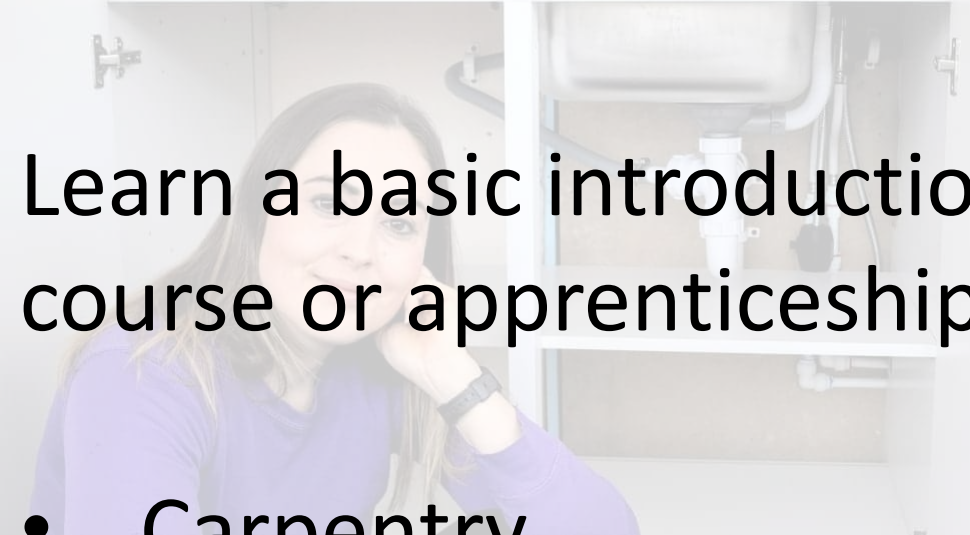 Learn a basic introductio
course or apprenticeship
• Carpentry